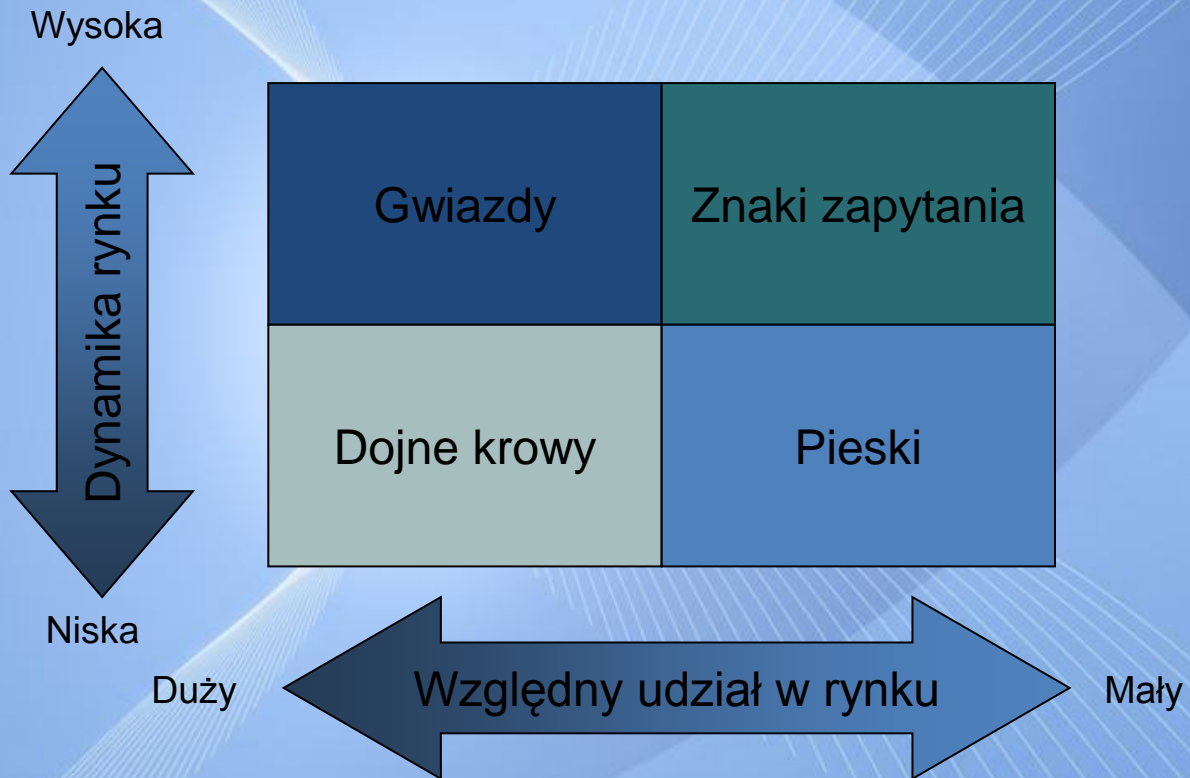 Wysoka
Dynamika rynku
Gwiazdy
Znaki zapytania
Dojne krowy
Pieski
Niska
Duży
Względny udział w rynku
Mały